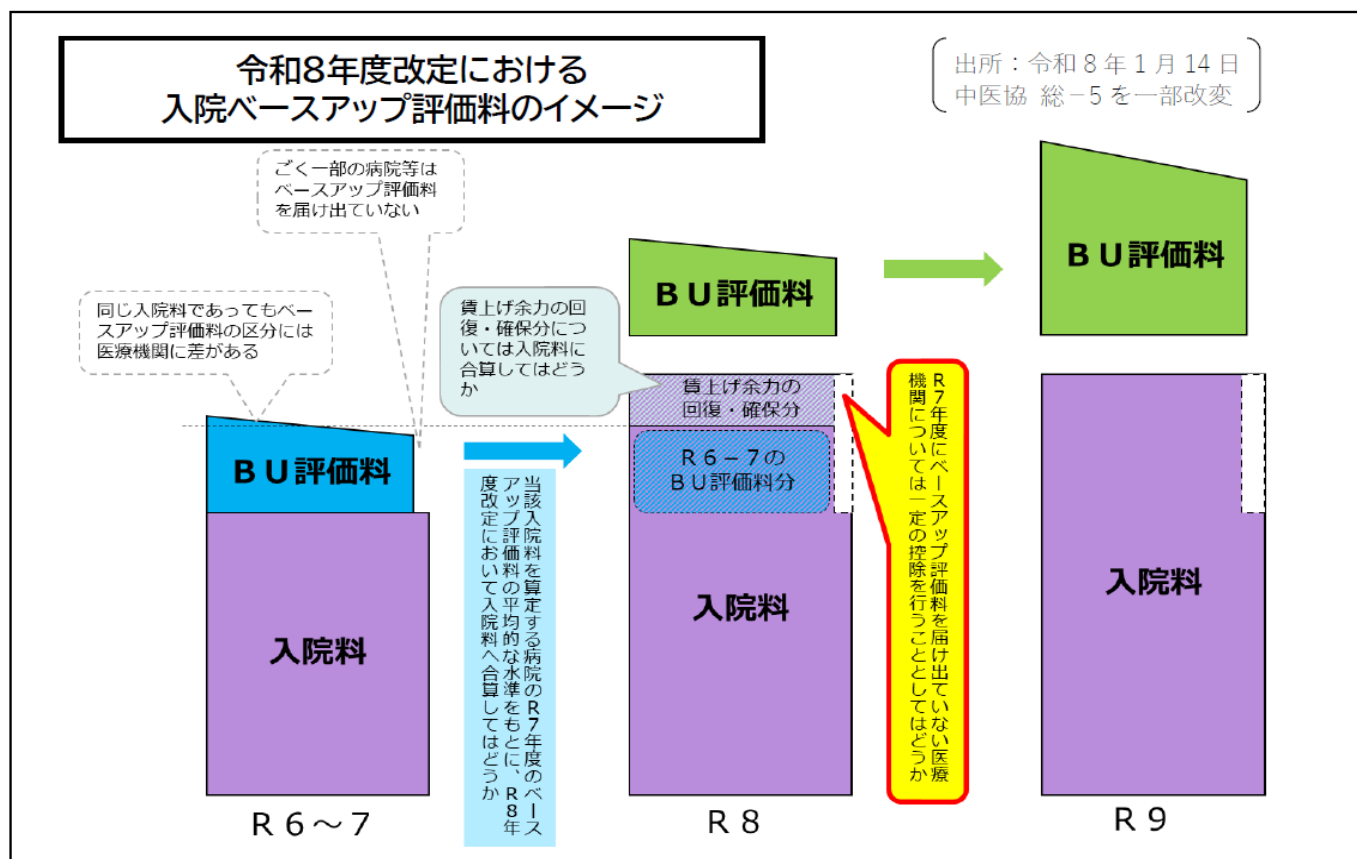 令和8年度改定における
入院ベースアップ評価料のイメージ
出所：令和8年1月14日
中医協 総－5を一部改変
ごく一部の病院等は
ベースアップ評価料
を届け出ていない
同じ入院料であってもベー
スアップ評価料の区分には
医療機関に差がある
BU評価料
入院料
R6～7
当該入院料を算定する病院のR7年度のベース
アップ評価料の平均的な水準をもとに、R8年
度改定において入院料へ合算してはどうか
賃上げ余力の回
復・確保分につ
いては入院料に
合算してはどう
か
BU評価料
賃上げ余力の
回復・確保分
R6－7の
BU評価料分
入院料
R8
R7年度にベースアップ評価料を届け出ていない医療
機関については一定の控除を行うこととしてはどうか
BU評価料
入院料
R9